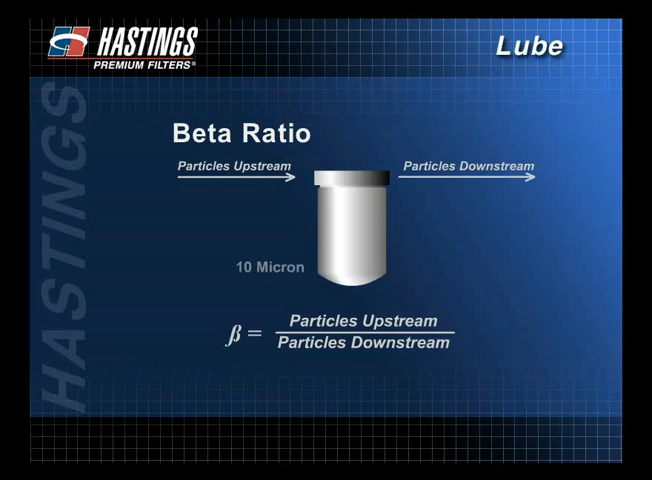 HASTINGS
PREMIUM FILTERS®
Lube
HASTINGS
Beta Ratio
Particles Upstream
Particles Downstream
10 Micron
ß = Particles Upstream
Particles Downstream